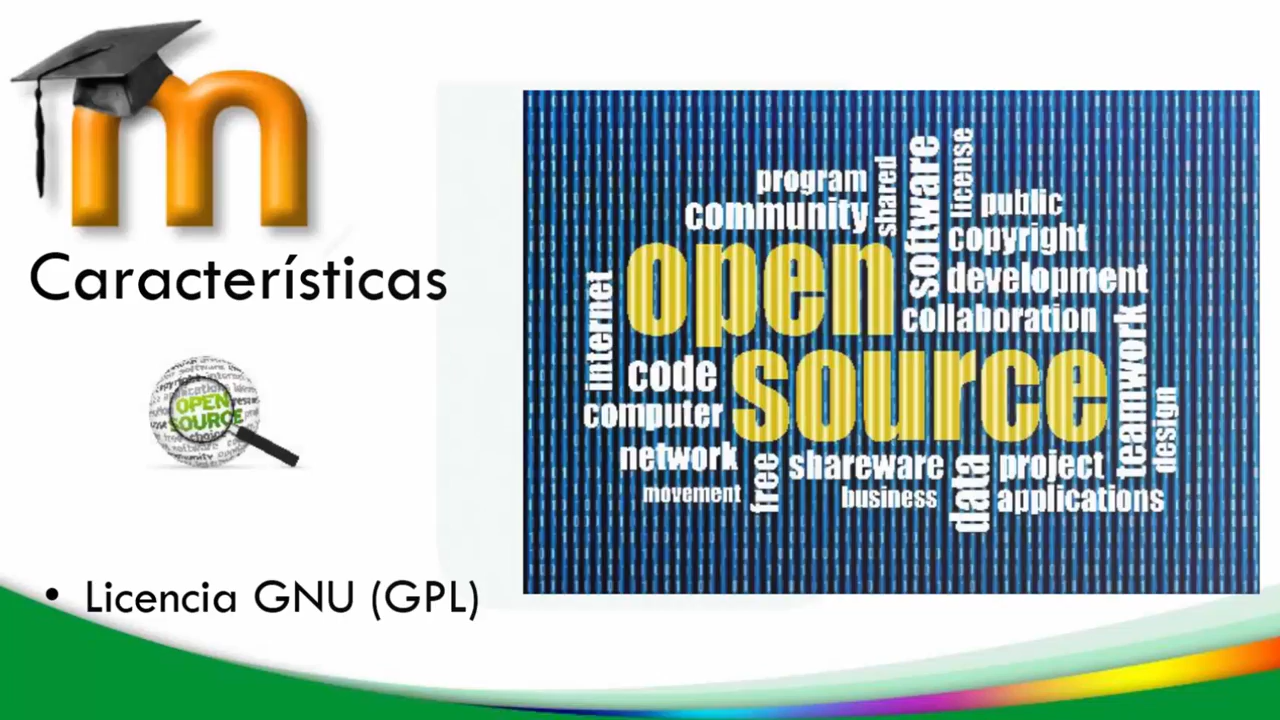 m
Características
OPEN
SOURCE
• Licencia GNU (GPL)
program
community
shared
software
license
public
copyright
development
collaboration
open
source
internet
code
computer
network
movement
free
shareware
business
data
project
applications
teamwork
design